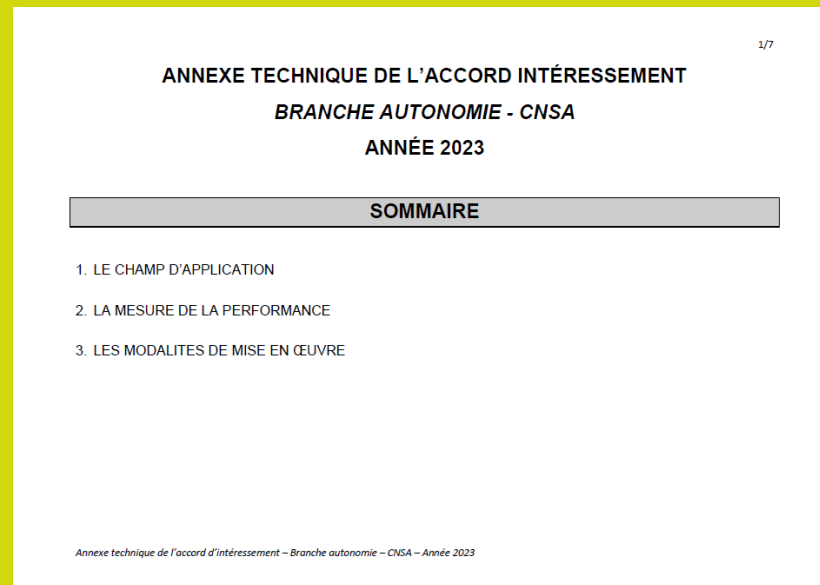 1/7
ANNEXE TECHNIQUE DE L'ACCORD INTÉRESSEMENT
BRANCHE AUTONOMIE - CNSA
ANNÉE 2023
SOMMAIRE
1. LE CHAMP D'APPLICATION
2. LA MESURE DE LA PERFORMANCE
3. LES MODALITES DE MISE EN ŒUVRE
Annexe technique de l'accord d'intéressement – Branche autonomie – CNSA – Année 2023